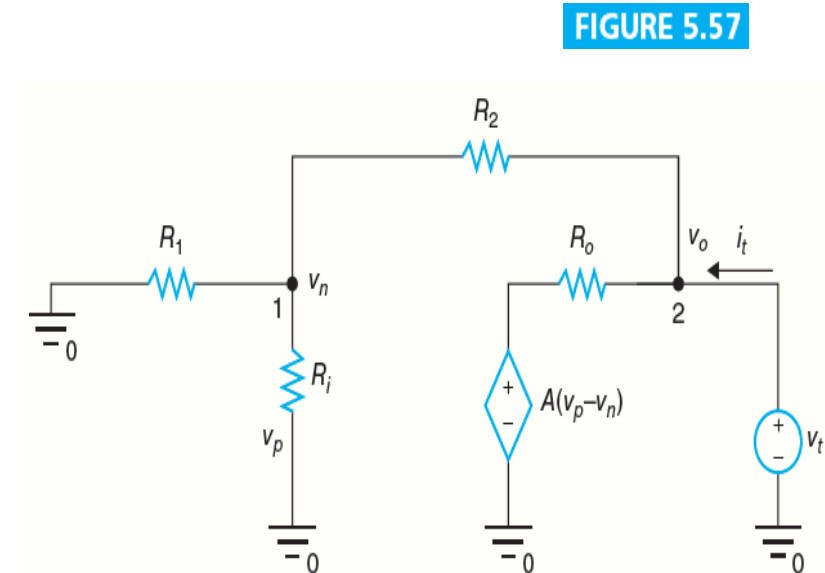 FIGURE 5.57
R₂
R₁
Rₒ
vₒ
iₜ
vₙ
1
2
0
Rᵢ
+
−
A(vₚ−vₙ)
vₚ
+
−
vₜ
0
0
0